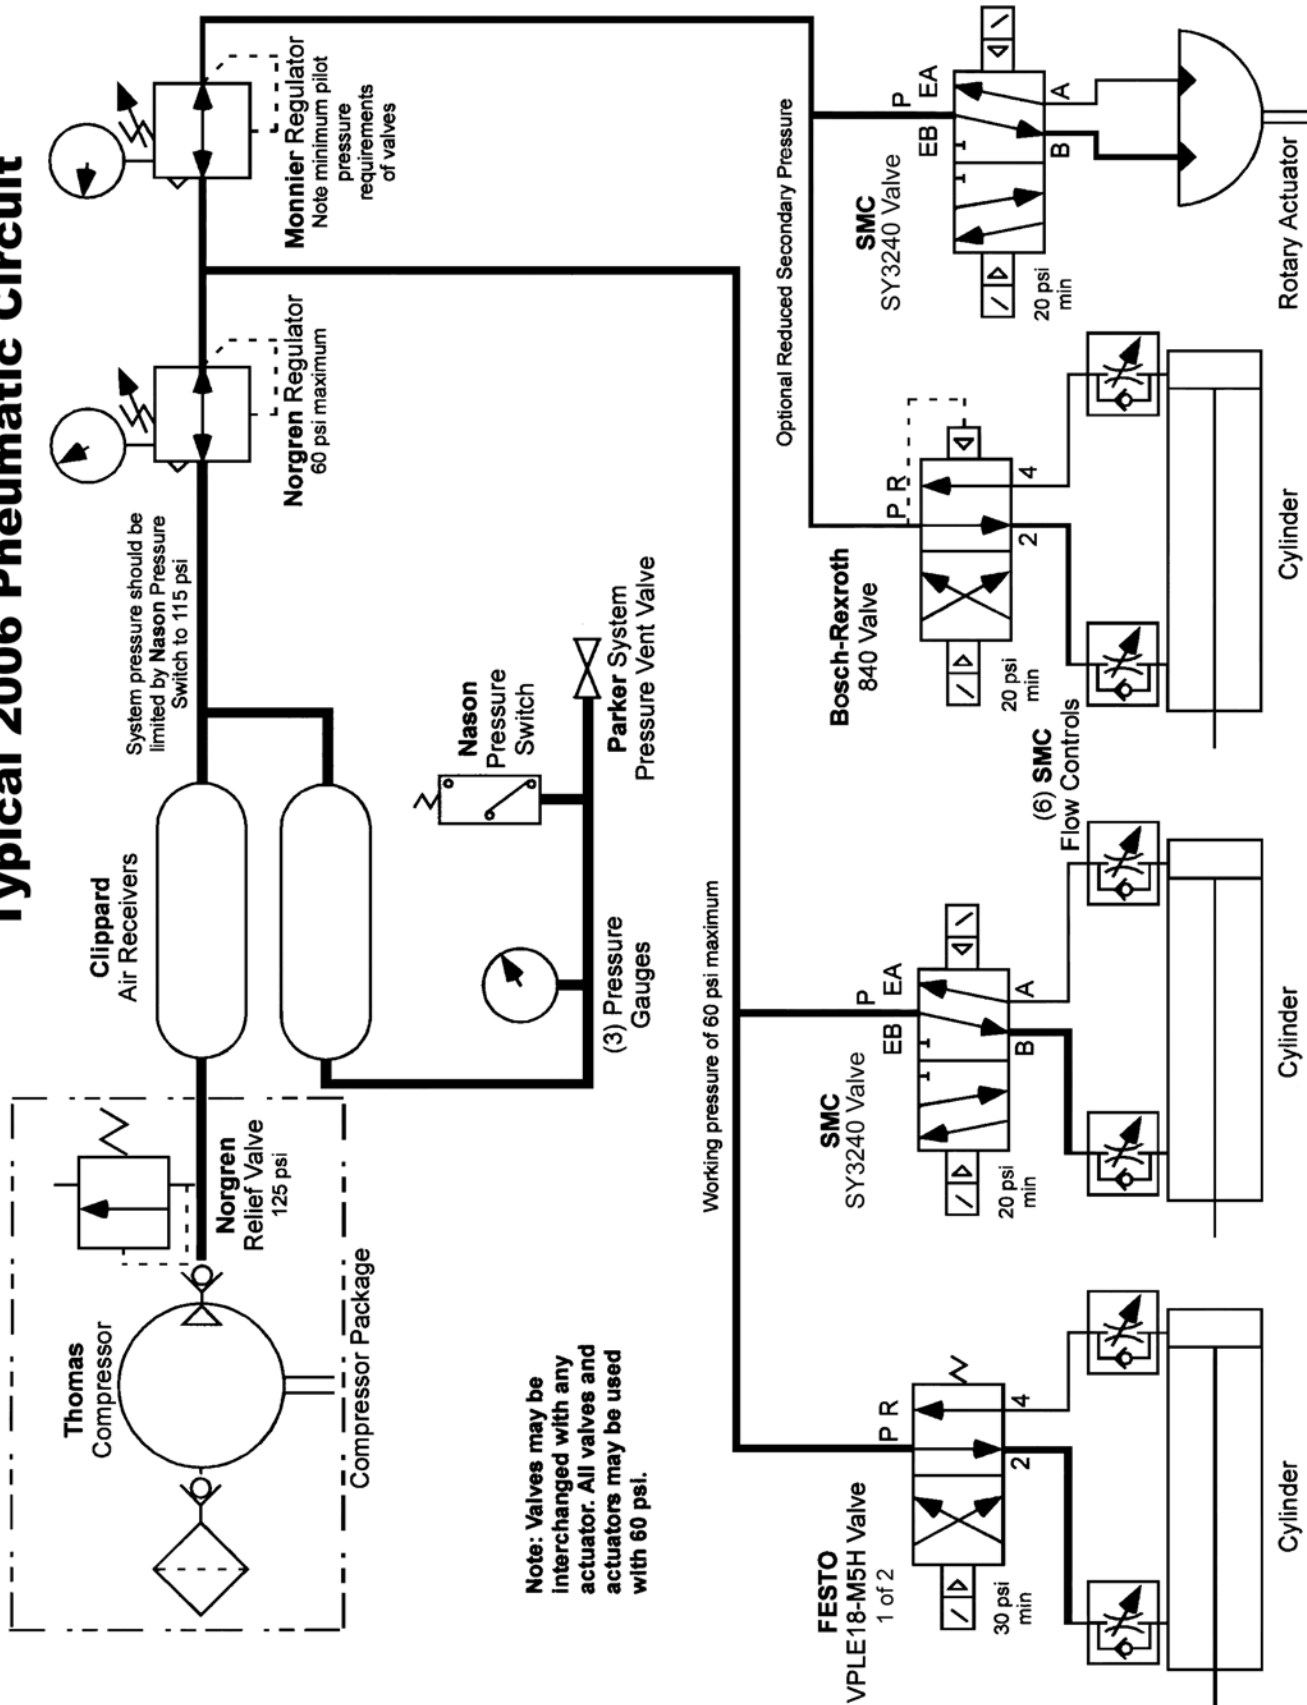 Typical 2006 Pneumatic Circuit
Thomas
Compressor
Norgren
Relief Valve
125 psi
Compressor Package
Clippard
Air Receivers
System pressure should be
limited by Nason Pressure
Switch to 115 psi
Norgren Regulator
60 psi maximum
Monnier Regulator
Note minimum pilot
pressure
requirements
of valves
Nason
Pressure
Switch
Parker System
Pressure Vent Valve
(3) Pressure
Gauges
Note: Valves may be
interchanged with any
actuator. All valves and
actuators may be used
with 60 psi.
Working pressure of 60 psi maximum
Optional Reduced Secondary Pressure
FESTO
VPLE18-M5H Valve
1 of 2
P R
30 psi
min
2
4
Cylinder
SMC
SY3240 Valve
EB
P
EA
20 psi
min
B
A
Cylinder
(6) SMC
Flow Controls
Bosch-Rexroth
840 Valve
P R
20 psi
min
2
4
Cylinder
SMC
SY3240 Valve
EB
P
EA
20 psi
min
B
A
Rotary Actuator